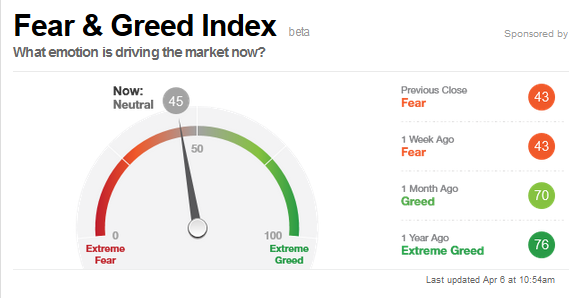 Fear & Greed Index beta
Sponsored by
What emotion is driving the market now?
Now:
Neutral
45
50
0
100
Extreme
Fear
Extreme
Greed
Previous Close
Fear
43
1 Week Ago
Fear
43
1 Month Ago
Greed
70
1 Year Ago
Extreme Greed
76
Last updated Apr 6 at 10:54am